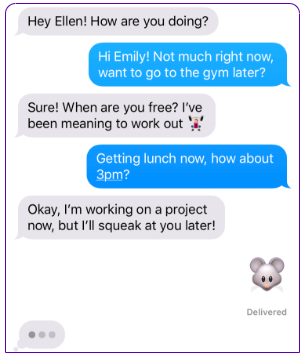 Hey Ellen! How are you doing?
Hi Emily! Not much right now,
want to go to the gym later?
Sure! When are you free? I’ve
been meaning to work out 🏋️‍♀️
Getting lunch now, how about
3pm?
Okay, I’m working on a project
now, but I’ll squeak at you later!
🐭
Delivered